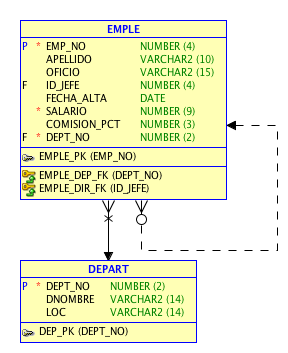 EMPLE
P * EMP_NO NUMBER (4)
APELLIDO VARCHAR2 (10)
OFICIO VARCHAR2 (15)
F ID_JEFE NUMBER (4)
FECHA_ALTA DATE
* SALARIO NUMBER (9)
COMISION_PCT NUMBER (3)
F * DEPT_NO NUMBER (2)
EMPLE_PK (EMP_NO)
EMPLE_DEP_FK (DEPT_NO)
EMPLE_DIR_FK (ID_JEFE)
DEPART
P * DEPT_NO NUMBER (2)
DNOMBRE VARCHAR2 (14)
LOC VARCHAR2 (14)
DEP_PK (DEPT_NO)